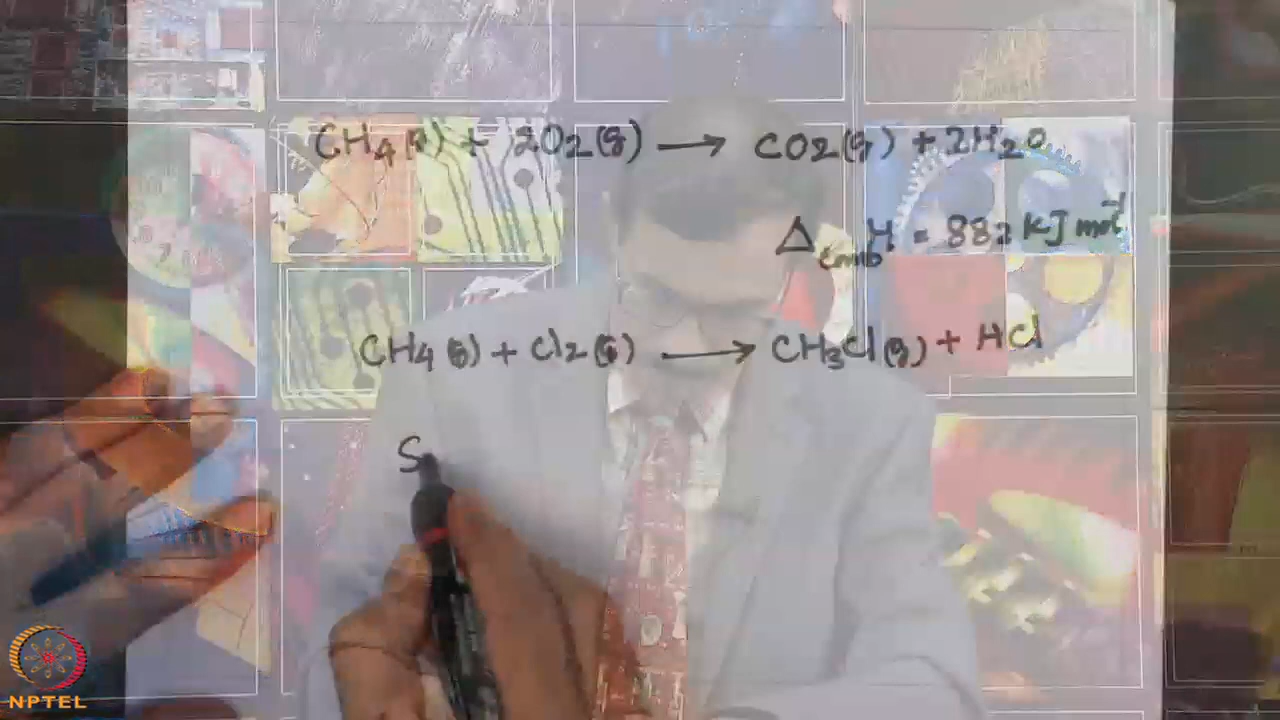 CH4(g) + 2O2(g) → CO2(g) + 2H2O
ΔcombH = 882 KJ mol⁻¹
CH4(g) + Cl2(g) → CH3Cl(g) + HCl
S
NPTEL